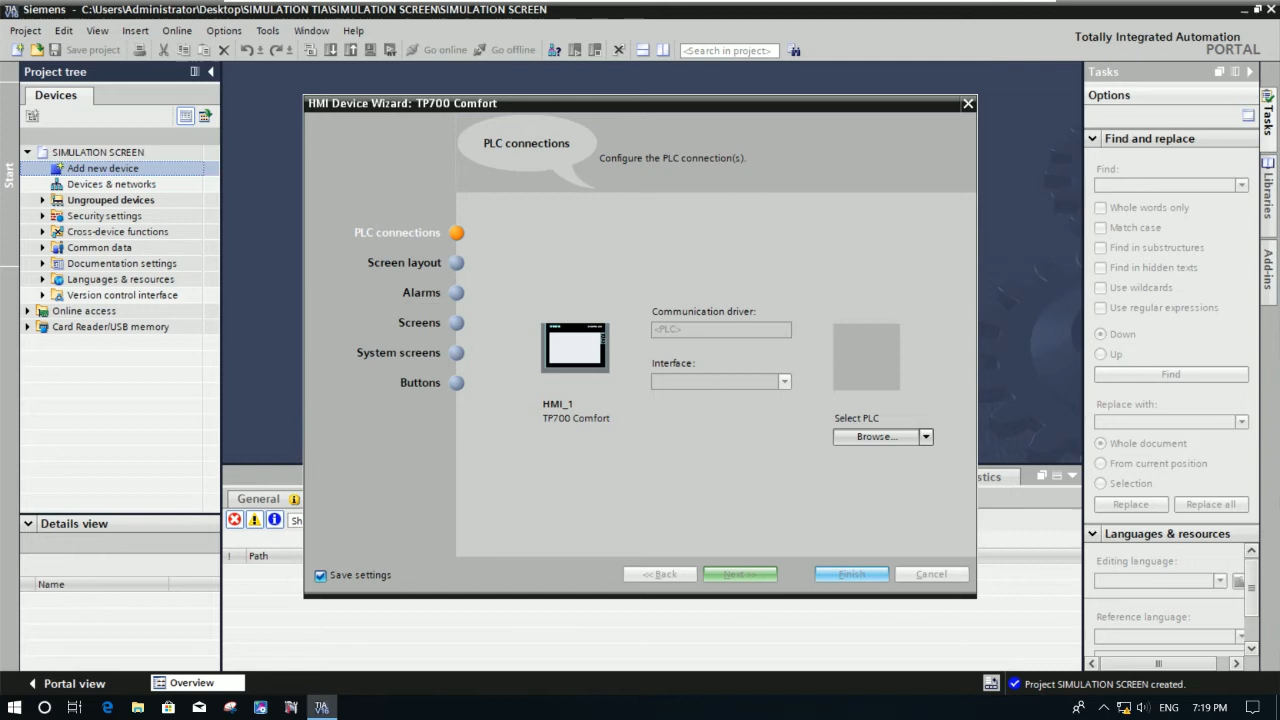 Siemens - C:\Users\Administrator\Desktop\SIMULATION TIA\SIMULATION SCREEN\SIMULATION SCREEN
Project Edit View Insert Online Options Tools Window Help
Totally Integrated Automation
PORTAL
Save project
Go online
Go offline
<Search in project>
Project tree
Devices
Start
SIMULATION SCREEN
Add new device
Devices & networks
Ungrouped devices
Security settings
Cross-device functions
Common data
Documentation settings
Languages & resources
Version control interface
Online access
Card Reader/USB memory
Details view
Name
HMI Device Wizard: TP700 Comfort
PLC connections
Configure the PLC connection(s).
PLC connections
Screen layout
Alarms
Screens
System screens
Buttons
HMI_1
TP700 Comfort
Communication driver:
<PLC>
Interface:
Select PLC
Browse...
Save settings
<< Back
Next >>
Finish
Cancel
General
stics
Sh
! Path
Tasks
Options
Find and replace
Find:
Whole words only
Match case
Find in substructures
Find in hidden texts
Use wildcards
Use regular expressions
Down
Up
Find
Replace with:
Whole document
From current position
Selection
Replace
Replace all
Languages & resources
Editing language:
Reference language:
Tasks
Libraries
Add-ins
Portal view
Overview
Project SIMULATION SCREEN created.
ENG 7:19 PM